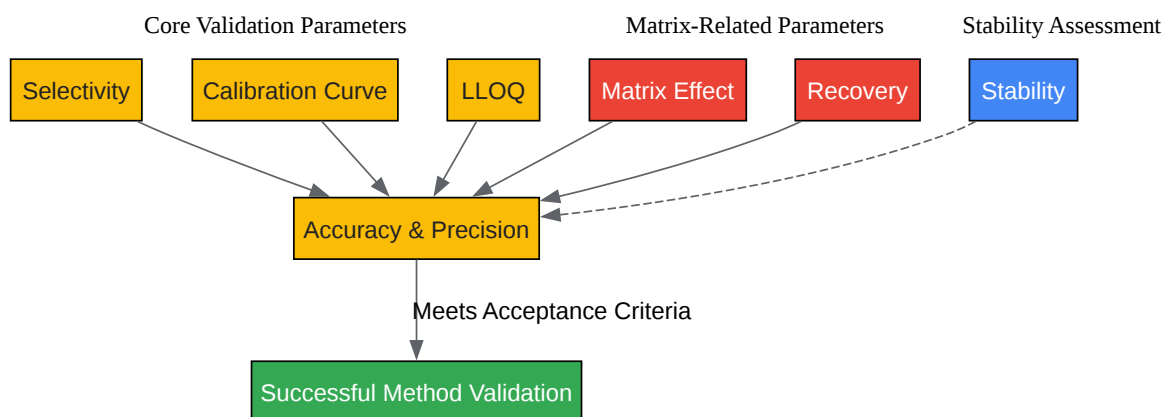 Core Validation Parameters
Matrix-Related Parameters
Stability Assessment
Selectivity
Calibration Curve
LLOQ
Matrix Effect
Recovery
Stability
Accuracy & Precision
Meets Acceptance Criteria
Successful Method Validation